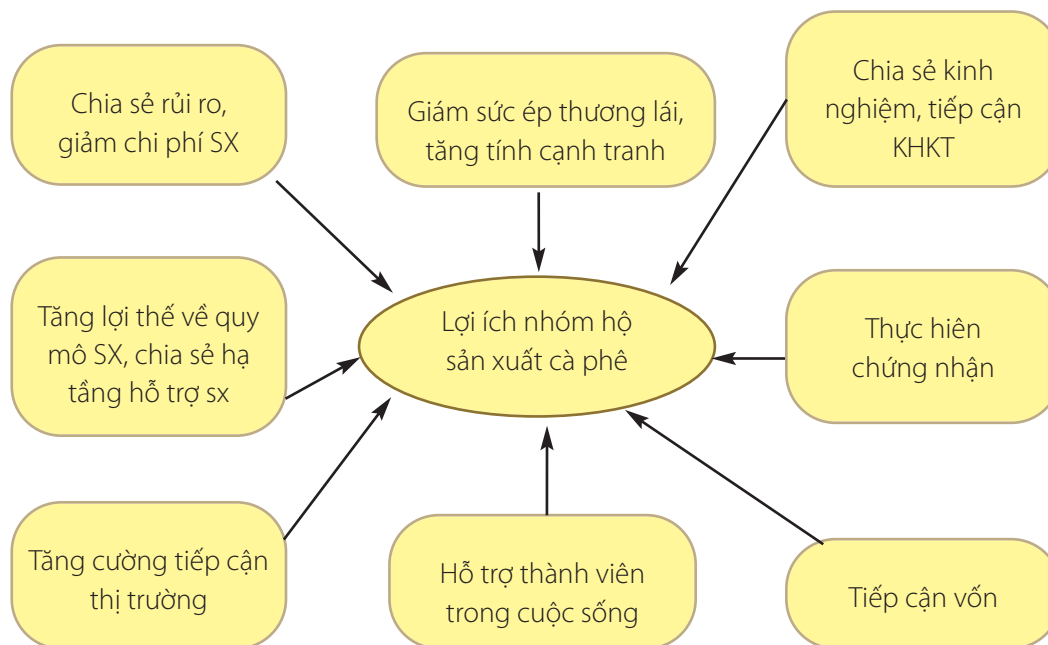 Chia sẻ rủi ro,
giảm chi phí SX
Giám sức ép thương lái,
tăng tính cạnh tranh
Chia sẻ kinh
nghiệm, tiếp cận
KHKT
Tăng lợi thế về quy
mô SX, chia sẻ hạ
tầng hỗ trợ sx
Lợi ích nhóm hộ
sản xuất cà phê
Thực hiên
chứng nhận
Tăng cường tiếp cận
thị trường
Hỗ trợ thành viên
trong cuộc sống
Tiếp cận vốn